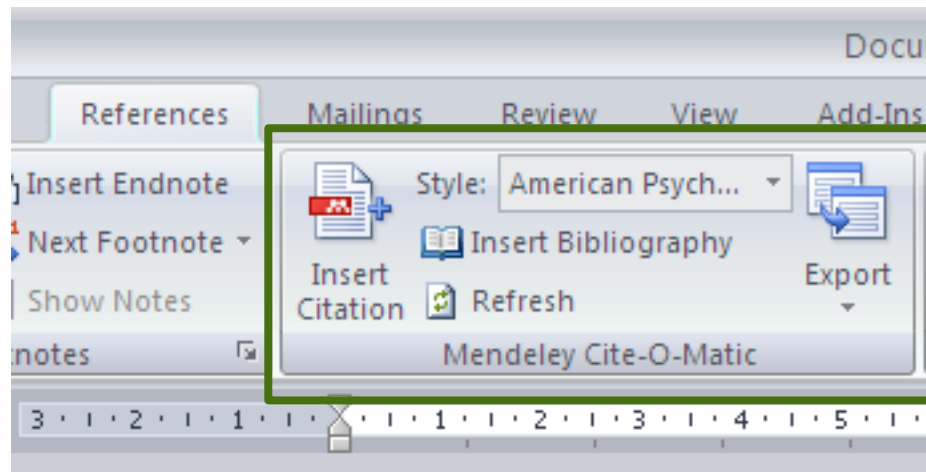 Docu
References Mailings Review View Add-Ins
Insert Endnote
Next Footnote
Show Notes
notes
Insert Citation
Style: American Psych...
Insert Bibliography
Refresh
Export
Mendeley Cite-O-Matic
3 · ı · 2 · ı · 1 · ı · ı · 1 · ı · 2 · ı · 3 · ı · 4 · ı · 5 · ı ·